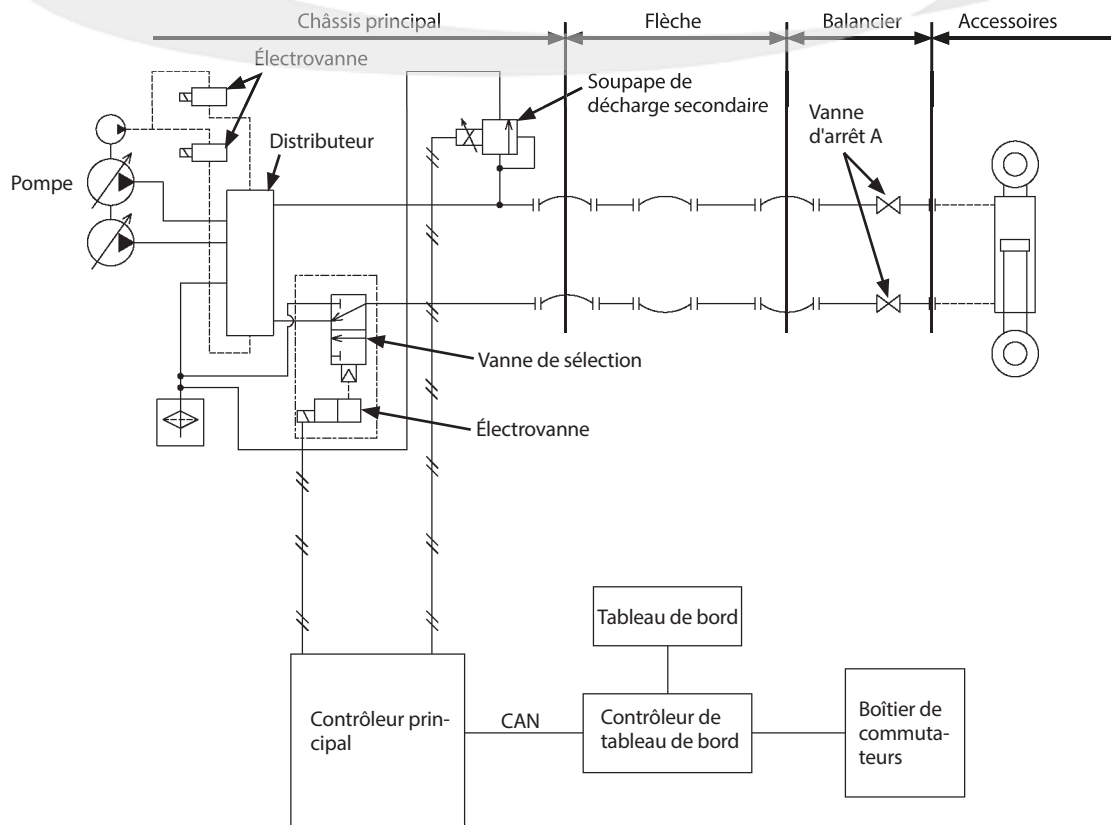 Châssis principal
Flèche
Balancier
Accessoires
Électrovanne
Soupape de
décharge secondaire
Vanne
d'arrêt A
Distributeur
Pompe
Vanne de sélection
Électrovanne
Tableau de bord
Contrôleur prin-
cipal
CAN
Contrôleur de
tableau de bord
Boîtier de
commuta-
teurs